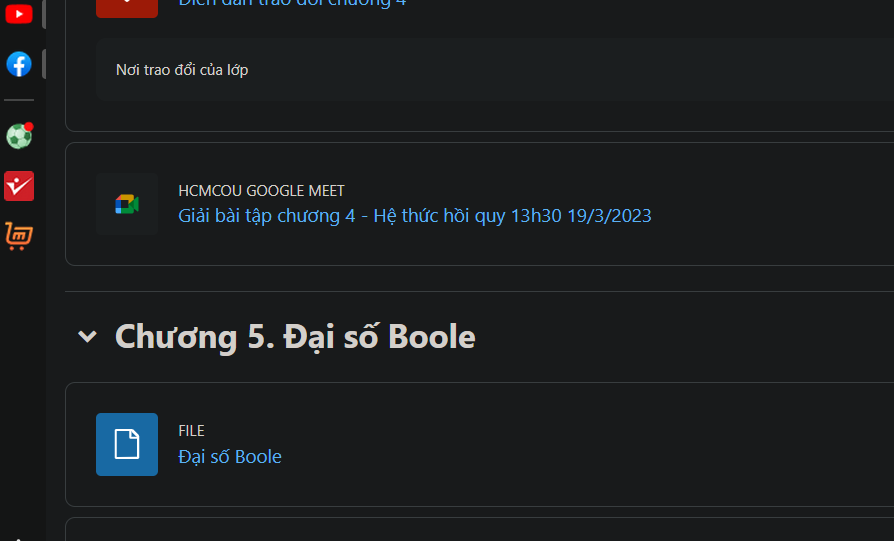 Diễn đàn trao đổi chương 4
Nơi trao đổi của lớp
HCMCOU GOOGLE MEET
Giải bài tập chương 4 - Hệ thức hồi quy 13h30 19/3/2023
Chương 5. Đại số Boole
FILE
Đại số Boole